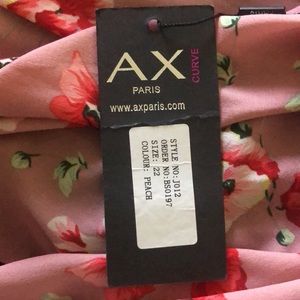 AX
CURVE
PARIS
www.axparis.com
STYLE NO:J012
ORDER NO:BS0197
SIZE: 22
COLOUR: PEACH